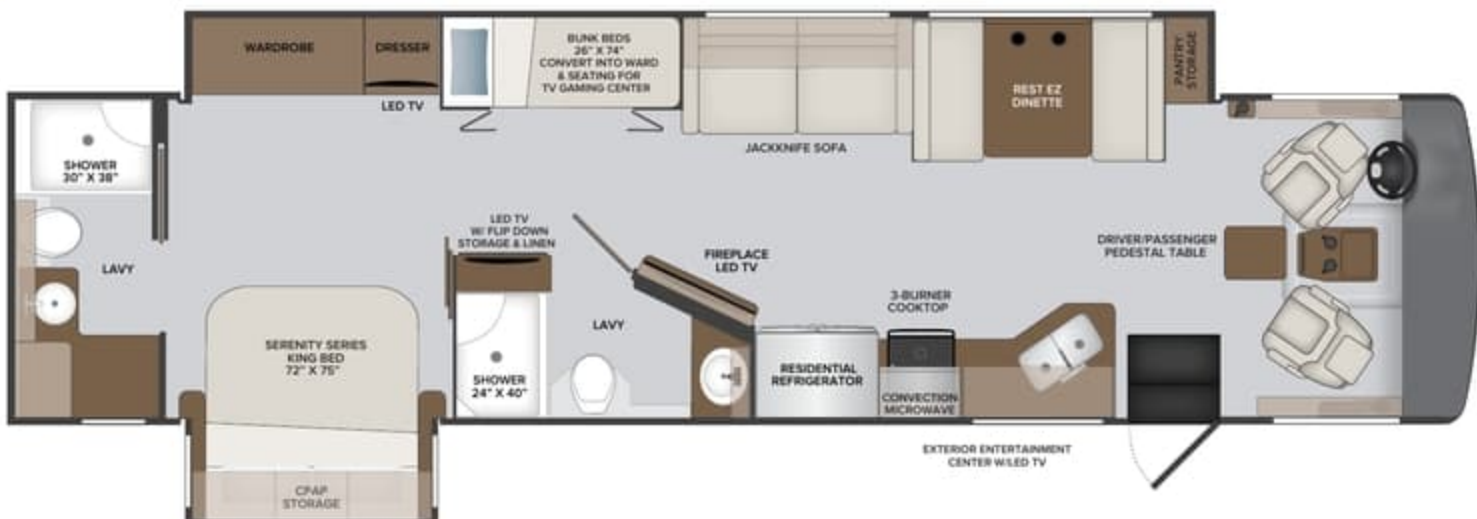 WARDROBE
DRESSER
LED TV
BUNK BEDS
26" X 74"
CONVERT INTO WARD
& SEATING FOR
TV GAMING CENTER
JACKKNIFE SOFA
REST EZ
DINETTE
PANTRY
STORAGE
SHOWER
30" X 38"
LAVY
LED TV
W/ FLIP DOWN
STORAGE & LINEN
FIREPLACE
LED TV
DRIVER/PASSENGER
PEDESTAL TABLE
3-BURNER
COOKTOP
LAVY
SERENITY SERIES
KING BED
72" X 75"
SHOWER
24" X 40"
RESIDENTIAL
REFRIGERATOR
CONVECTION
MICROWAVE
EXTERIOR ENTERTAINMENT
CENTER W/LED TV
CPAP
STORAGE